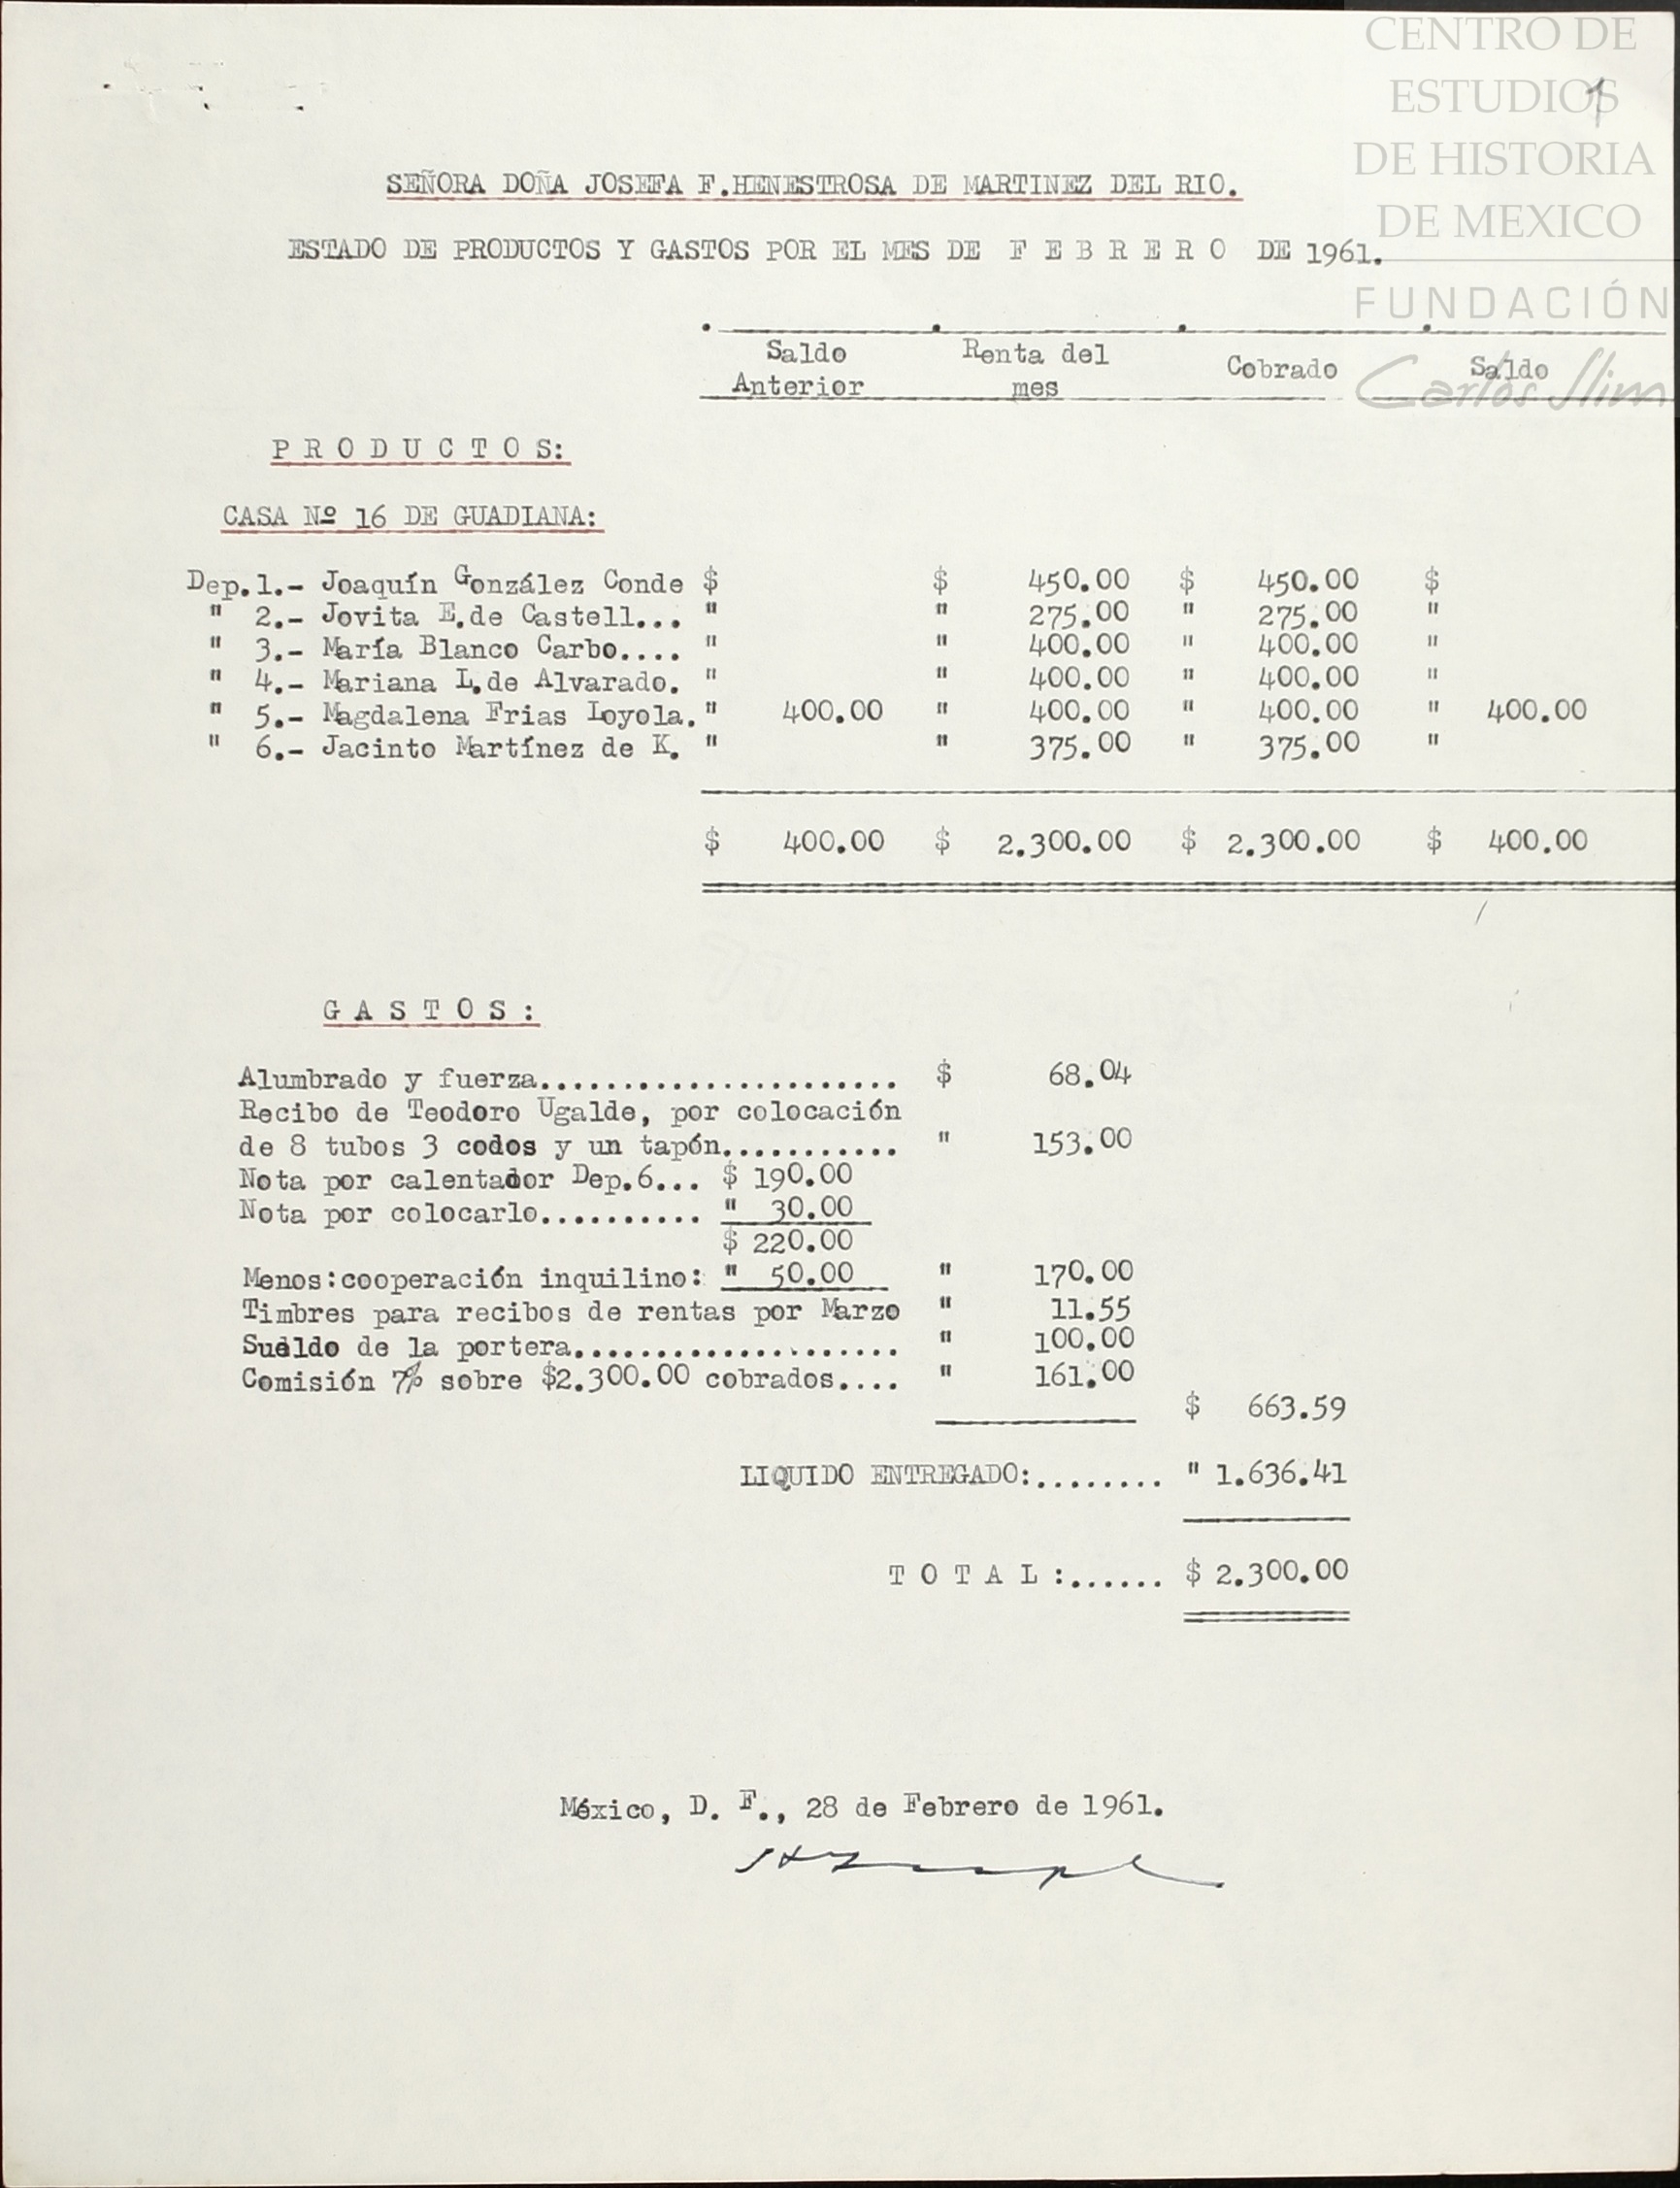 CENTRO DE
ESTUDIOS
DE HISTORIA
DE MEXICO
FUNDACIÓN
Carlos Slim
1
SEÑORA DOÑA JOSEFA F.HENESTROSA DE MARTINEZ DEL RIO.
ESTADO DE PRODUCTOS Y GASTOS POR EL MES DE F E B R E R O DE 1961.
Saldo Anterior Renta del mes Cobrado Saldo
P R O D U C T O S:
CASA Nº 16 DE GUADIANA:
Dep.1.- Joaquín González Conde $ $ 450.00 $ 450.00 $
" 2.- Jovita E.de Castell... " " 275.00 " 275.00 "
" 3.- María Blanco Carbo.... " " 400.00 " 400.00 "
" 4.- Mariana L.de Alvarado. " " 400.00 " 400.00 "
" 5.- Magdalena Frias Loyola. " 400.00 " 400.00 " 400.00 " 400.00
" 6.- Jacinto Martínez de K. " " 375.00 " 375.00 "
$ 400.00 $ 2.300.00 $ 2.300.00 $ 400.00
G A S T O S :
Alumbrado y fuerza...................... $ 68.04
Recibo de Teodoro Ugalde, por colocación
de 8 tubos 3 codos y un tapón........... " 153.00
Nota por calentador Dep.6... $ 190.00
Nota por colocarlo.......... " 30.00
$ 220.00
Menos:cooperación inquilino: " 50.00 " 170.00
Timbres para recibos de rentas por Marzo " 11.55
Sueldo de la portera.................... " 100.00
Comisión 7% sobre $2.300.00 cobrados.... " 161.00
$ 663.59
LIQUIDO ENTREGADO:........ " 1.636.41
T O T A L :...... $ 2.300.00
México, D. F., 28 de Febrero de 1961.